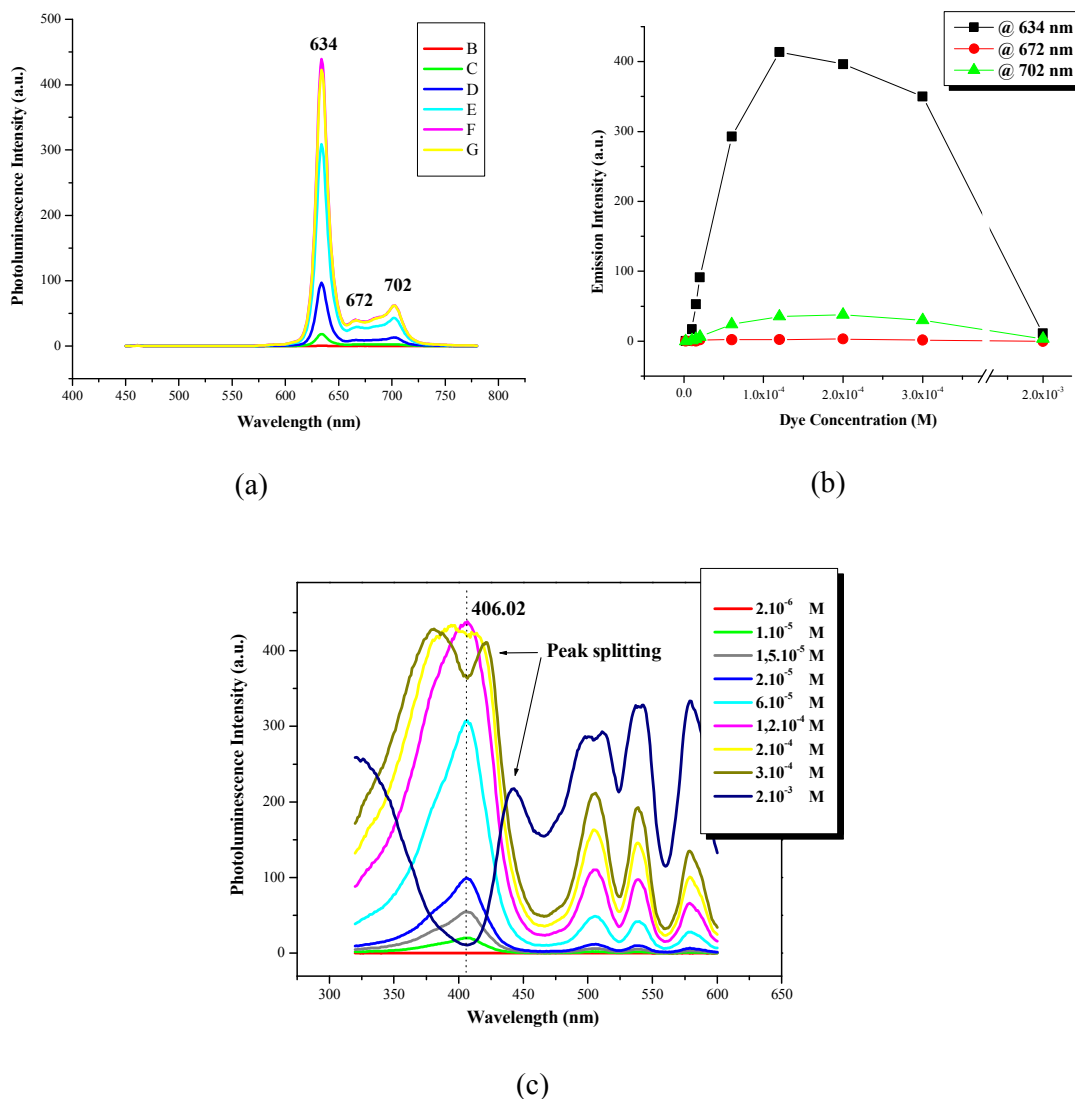 634
672
702
B
C
D
E
F
G
Photoluminescence Intensity (a.u.)
500
400
300
200
100
0
400 450 500 550 600 650 700 750 800
Wavelength (nm)
(a)
@ 634 nm
@ 672 nm
@ 702 nm
Emission Intensity (a.u.)
400
300
200
100
0
0.0 1.0x10⁻⁴ 2.0x10⁻⁴ 3.0x10⁻⁴ 2.0x10⁻³
Dye Concentration (M)
(b)
406.02
Peak splitting
2.10⁻⁶ M
1.10⁻⁵ M
1,5.10⁻⁵ M
2.10⁻⁵ M
6.10⁻⁵ M
1,2.10⁻⁴ M
2.10⁻⁴ M
3.10⁻⁴ M
2.10⁻³ M
Photoluminescence Intensity (a.u.)
400
300
200
100
0
300 350 400 450 500 550 600
Wavelength (nm)
(c)